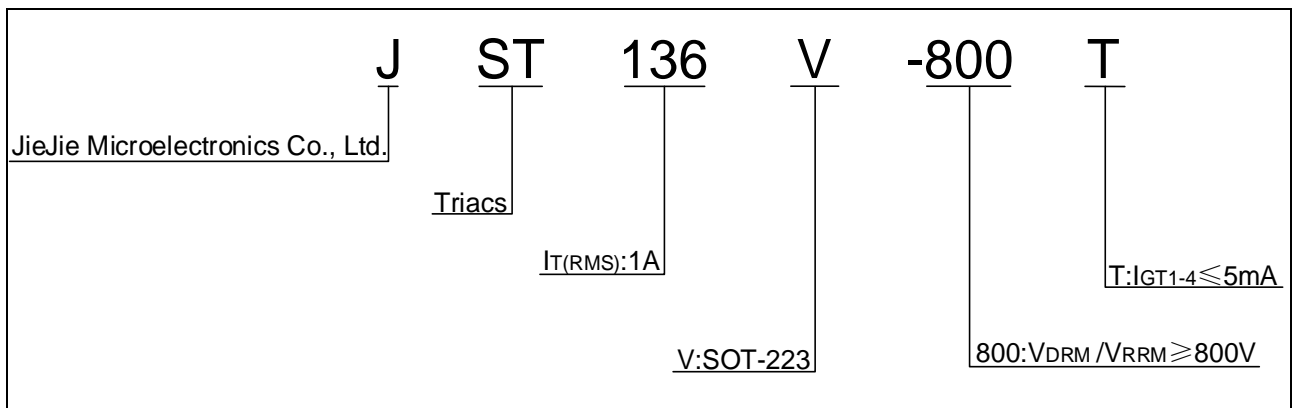 J ST 136 V -800 T
JieJie Microelectronics Co., Ltd.
Triacs
IT(RMS):1A
T:IGT1-4≤5mA
V:SOT-223
800:VDRM /VRRM≥800V